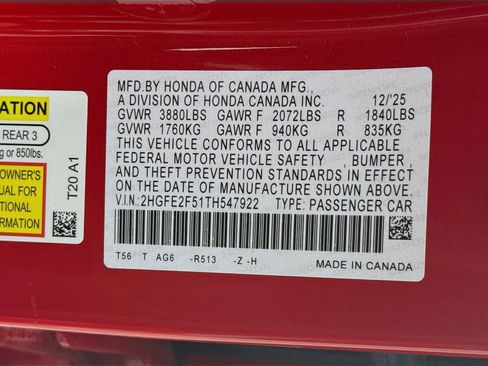 ATION
REAR 3
g or 850lbs.
OWNER'S
NUAL FOR
TIONAL
MATION
T20 A1
MFD.BY HONDA OF CANADA MFG.,
A DIVISION OF HONDA CANADA INC. 12/'25
GVWR 3880LBS GAWR F 2072LBS R 1840LBS
GVWR 1760KG GAWR F 940KG R 835KG
THIS VEHICLE CONFORMS TO ALL APPLICABLE
FEDERAL MOTOR VEHICLE SAFETY , BUMPER ,
AND THEFT PREVENTION STANDARDS IN EFFECT
ON THE DATE OF MANUFACTURE SHOWN ABOVE.
V.I.N.:2HGFE2F51TH547922 TYPE: PASSENGER CAR
T56 T AG6 -R513 -Z -H
MADE IN CANADA